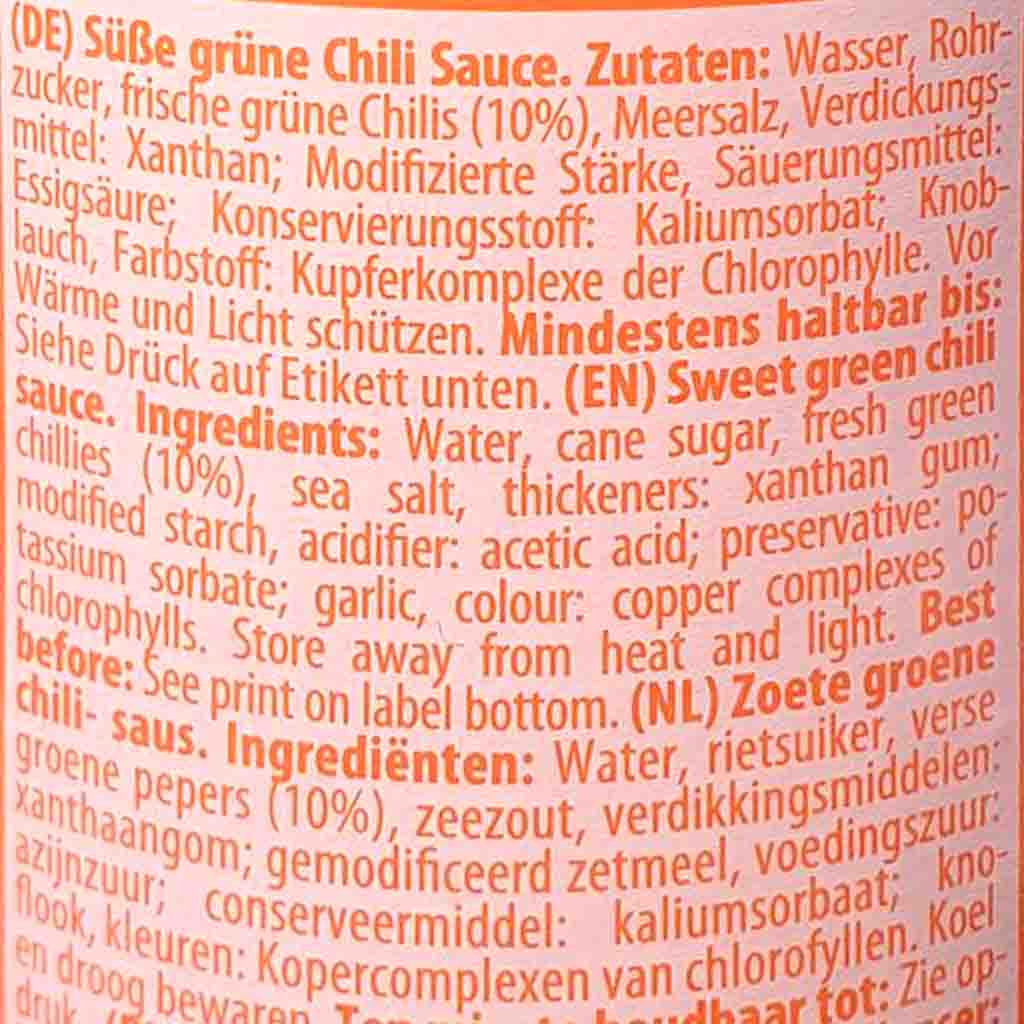 (DE) Süße grüne Chili Sauce. Zutaten: Wasser, Rohr-
zucker, frische grüne Chilis (10%), Meersalz, Verdickungs-
mittel: Xanthan; Modifizierte Stärke, Säuerungsmittel:
Essigsäure; Konservierungsstoff: Kaliumsorbat; Knob-
lauch, Farbstoff: Kupferkomplexe der Chlorophylle. Vor
Wärme und Licht schützen. Mindestens haltbar bis:
Siehe Drück auf Etikett unten. (EN) Sweet green chili
sauce. Ingredients: Water, cane sugar, fresh green
chillies (10%), sea salt, thickeners: xanthan gum;
modified starch, acidifier: acetic acid; preservative: po-
tassium sorbate; garlic, colour: copper complexes of
chlorophylls. Store away from heat and light. Best
before: See print on label bottom. (NL) Zoete groene
chili- saus. Ingrediënten: Water, rietsuiker, verse
groene pepers (10%), zeezout, verdikkingsmiddelen:
xanthaangom; gemodificeerd zetmeel, voedingszuur:
azijnzuur; conserveermiddel: kaliumsorbaat; kno-
flook, kleuren: Kopercomplexen van chlorofyllen. Koel
en droog bewaren. Ten minste houdbaar tot: Zie op-
druk